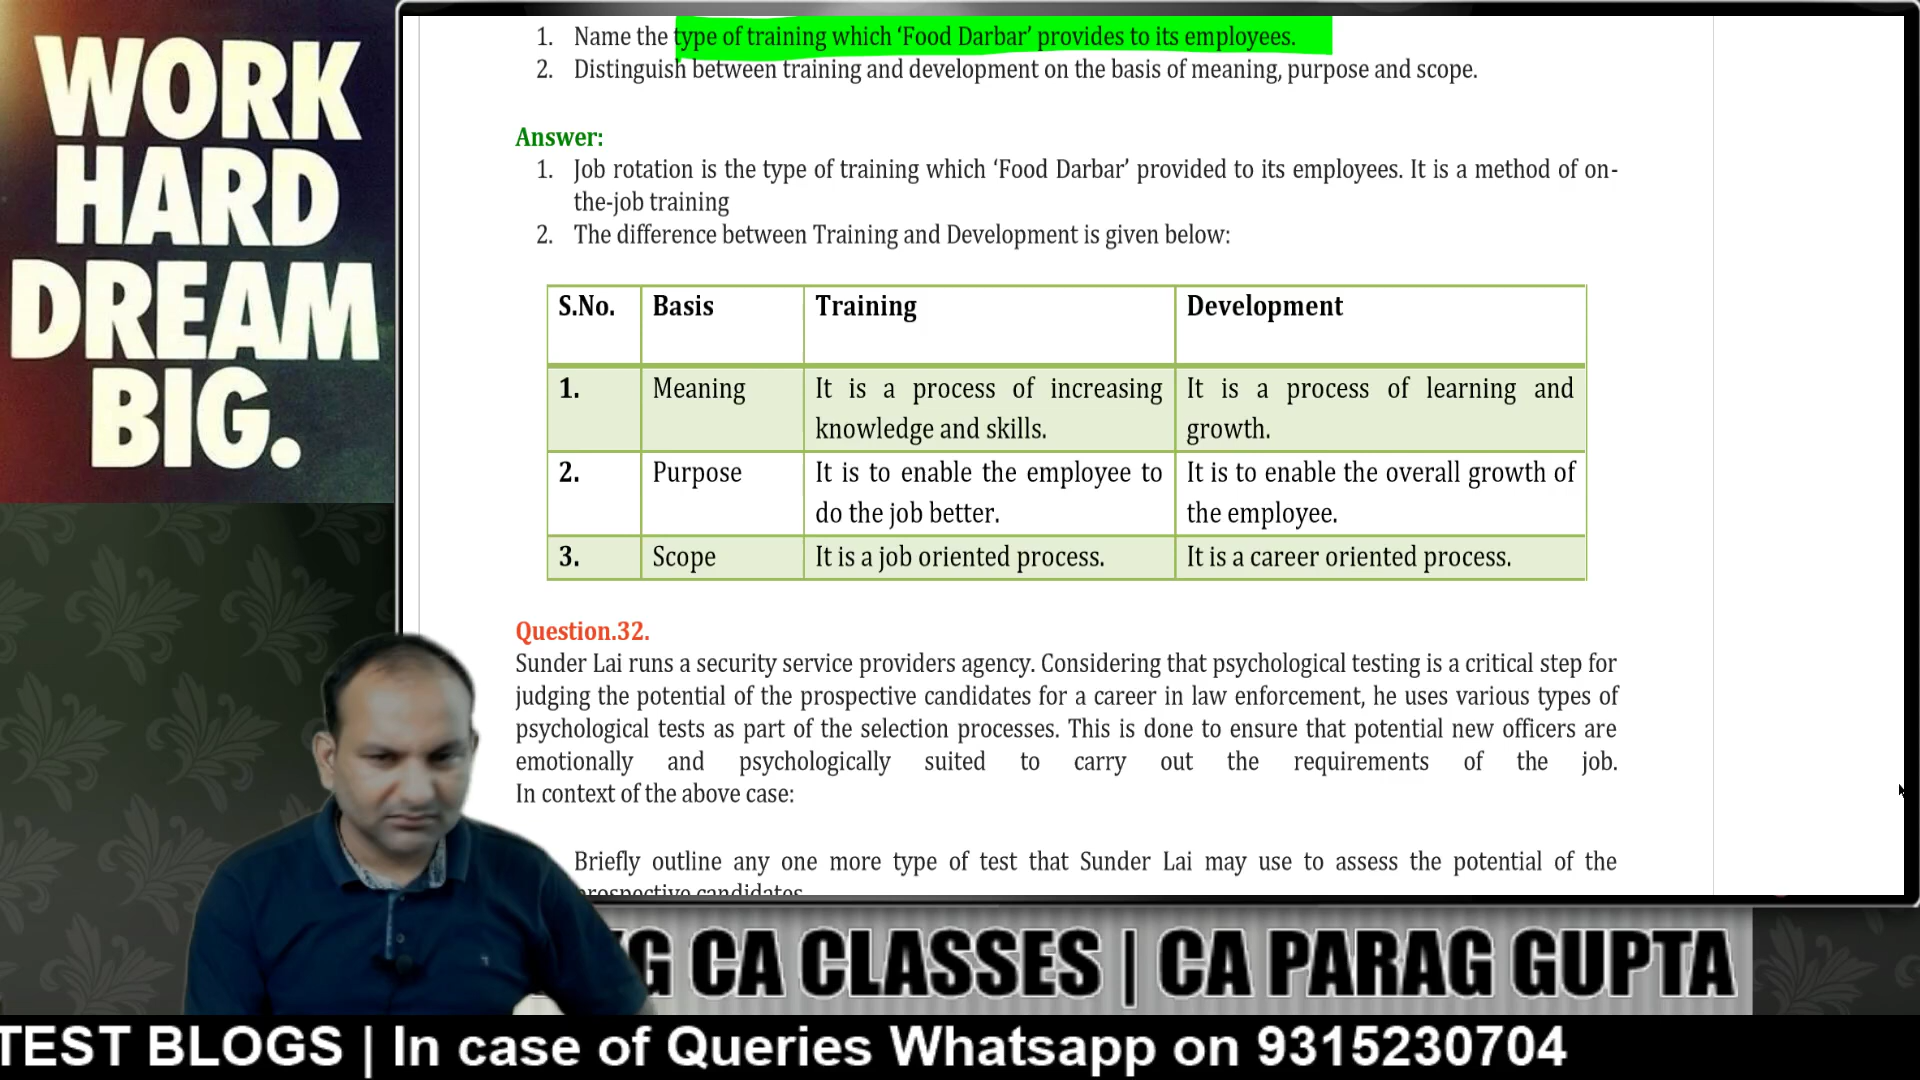 WORK
HARD
DREAM
BIG.
1. Name the type of training which ‘Food Darbar’ provides to its employees.
2. Distinguish between training and development on the basis of meaning, purpose and scope.
Answer:
1. Job rotation is the type of training which ‘Food Darbar’ provided to its employees. It is a method of on-
the-job training
2. The difference between Training and Development is given below:
S.No. Basis Training Development
1. Meaning It is a process of increasing It is a process of learning and
knowledge and skills. growth.
2. Purpose It is to enable the employee to It is to enable the overall growth of
do the job better. the employee.
3. Scope It is a job oriented process. It is a career oriented process.
Question.32.
Sunder Lai runs a security service providers agency. Considering that psychological testing is a critical step for
judging the potential of the prospective candidates for a career in law enforcement, he uses various types of
psychological tests as part of the selection processes. This is done to ensure that potential new officers are
emotionally and psychologically suited to carry out the requirements of the job.
In context of the above case:
Briefly outline any one more type of test that Sunder Lai may use to assess the potential of the
prospective candidates
G CA CLASSES | CA PARAG GUPTA
TEST BLOGS | In case of Queries Whatsapp on 9315230704